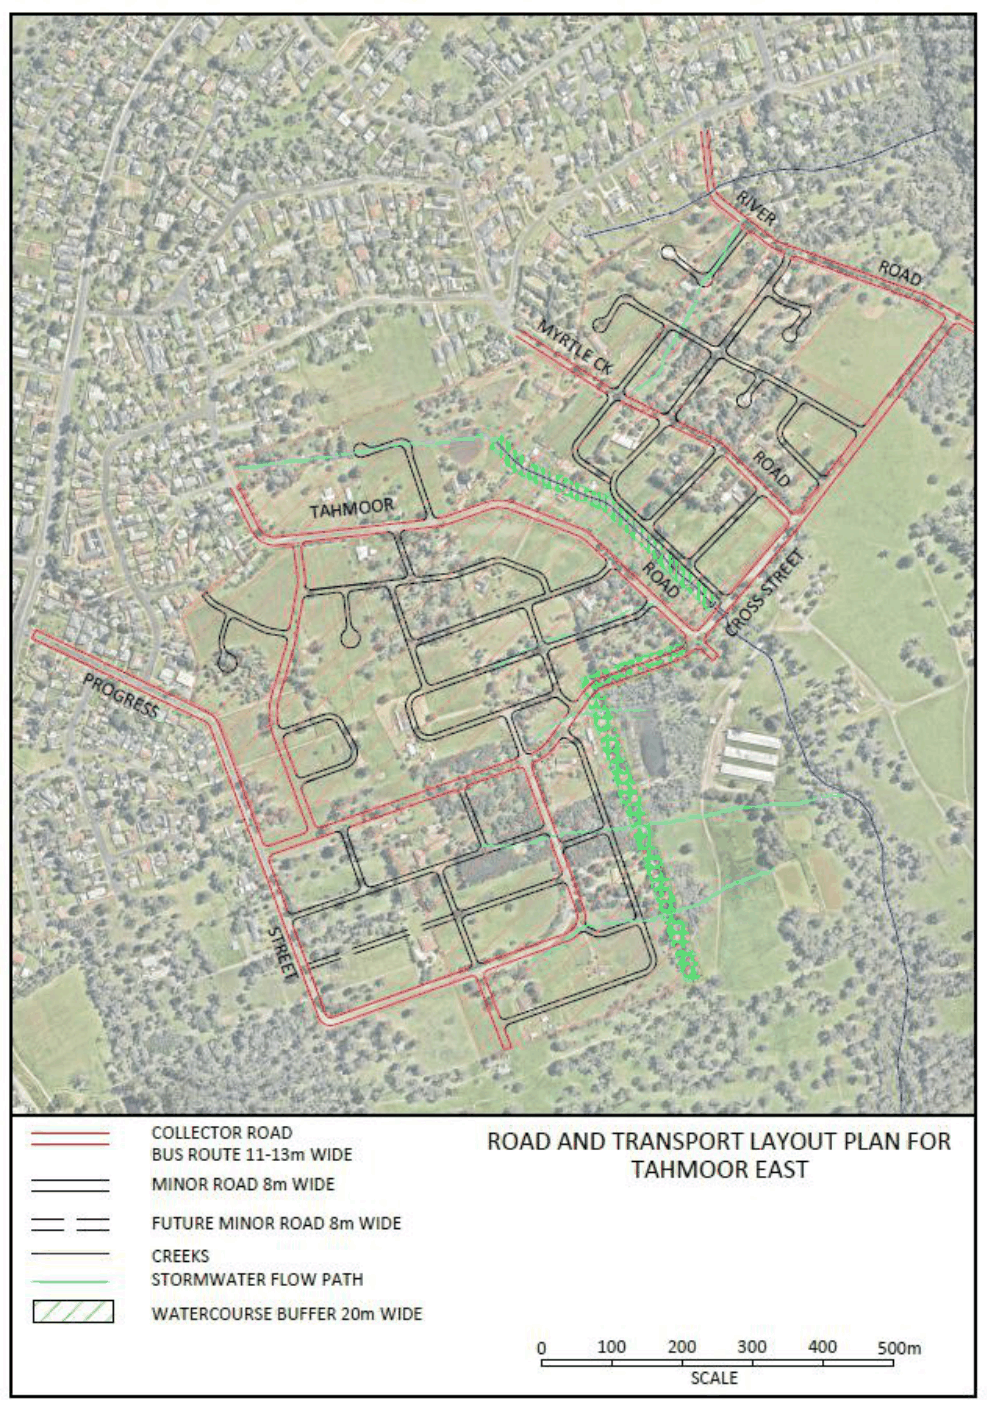 RIVER
ROAD
MYRTLE CK
ROAD
TAHMOOR
ROAD
CROSS STREET
PROGRESS
STREET
COLLECTOR ROAD
BUS ROUTE 11-13m WIDE
MINOR ROAD 8m WIDE
FUTURE MINOR ROAD 8m WIDE
CREEKS
STORMWATER FLOW PATH
WATERCOURSE BUFFER 20m WIDE
ROAD AND TRANSPORT LAYOUT PLAN FOR
TAHMOOR EAST
0 100 200 300 400 500m
SCALE